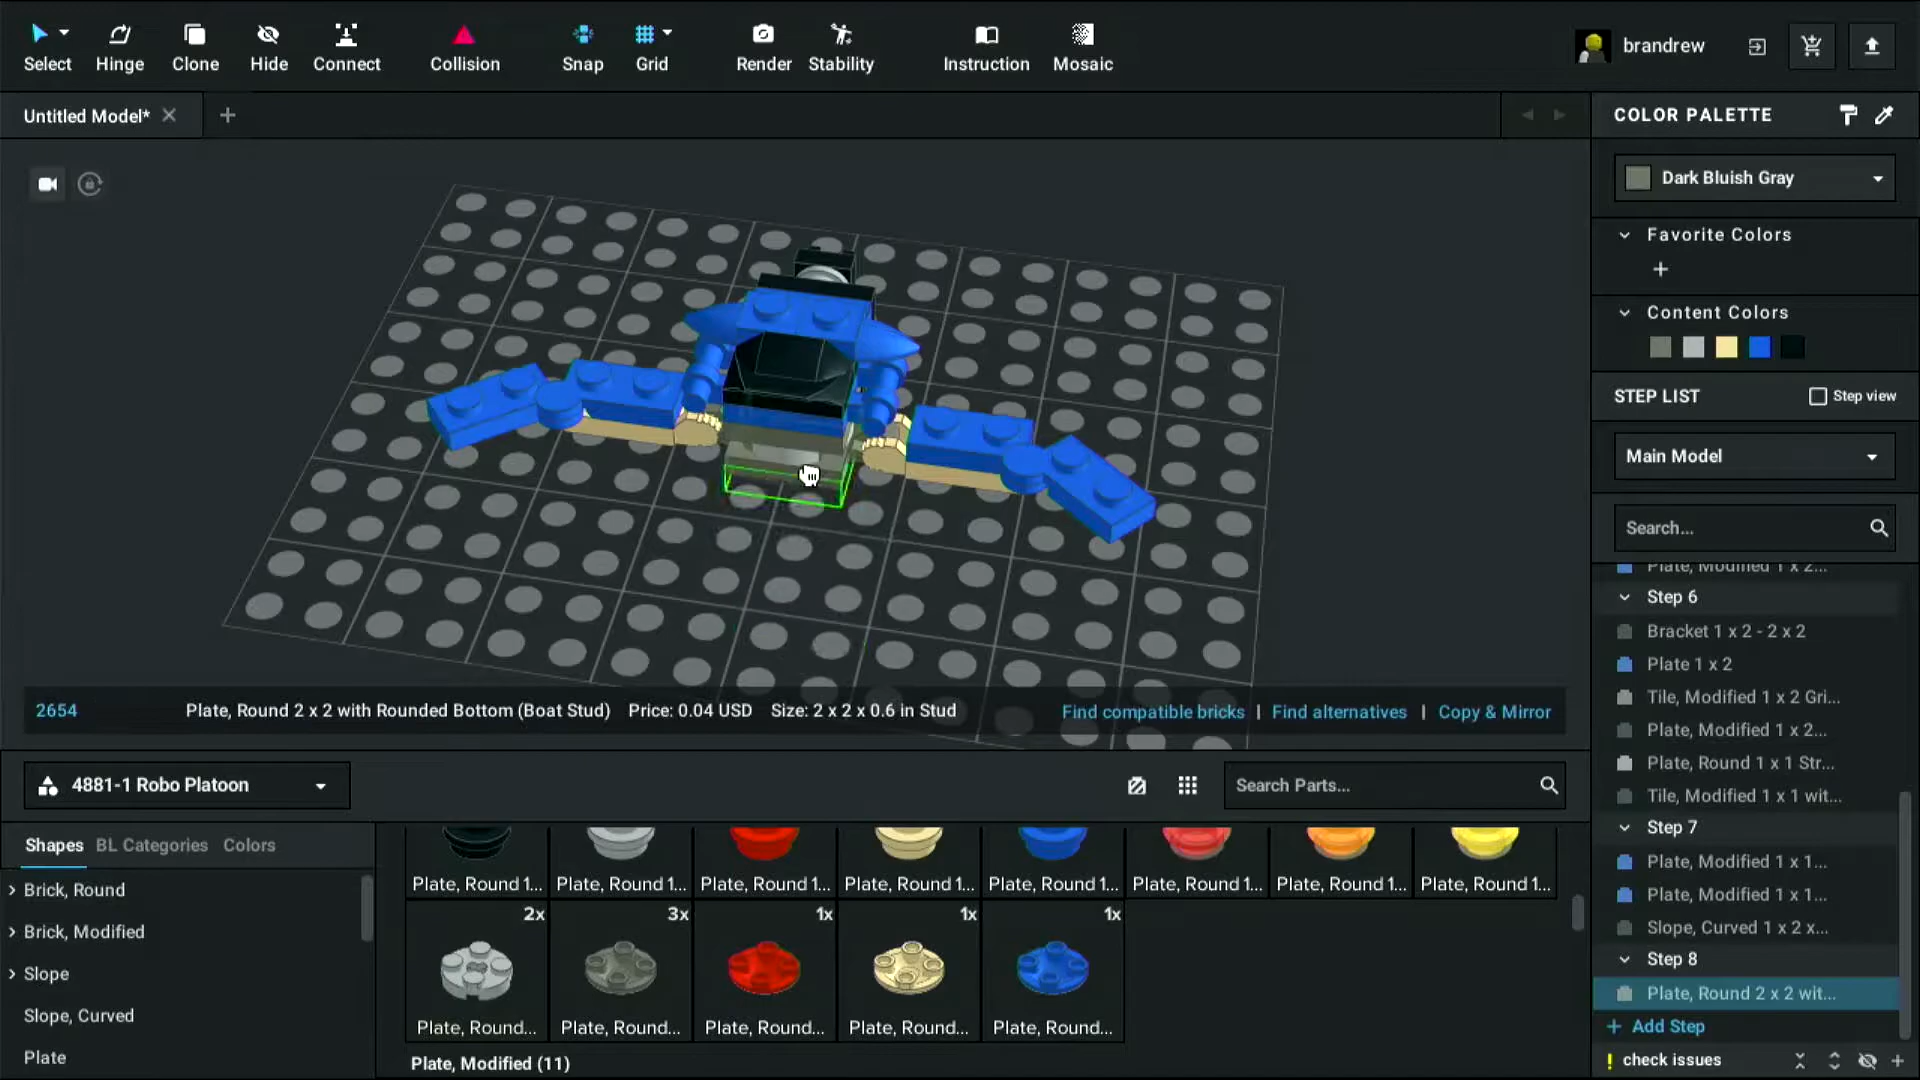 Select
Hinge
Clone
Hide
Connect
Collision
Snap
Grid
Render
Stability
Instruction
Mosaic
brandrew
Untitled Model*
COLOR PALETTE
Dark Bluish Gray
Favorite Colors
Content Colors
STEP LIST
Step view
Main Model
Search...
Plate, Modified 1 x 2...
Step 6
Bracket 1 x 2 - 2 x 2
Plate 1 x 2
Tile, Modified 1 x 2 Gri...
Plate, Modified 1 x 2...
Plate, Round 1 x 1 Str...
Tile, Modified 1 x 1 wit...
Step 7
Plate, Modified 1 x 1...
Plate, Modified 1 x 1...
Slope, Curved 1 x 2 x...
Step 8
Plate, Round 2 x 2 wit...
+ Add Step
! check issues
2654 Plate, Round 2 x 2 with Rounded Bottom (Boat Stud) Price: 0.04 USD Size: 2 x 2 x 0.6 in Stud Find compatible bricks | Find alternatives | Copy & Mirror
4881-1 Robo Platoon
Search Parts...
Shapes BL Categories Colors
Brick, Round
Brick, Modified
Slope
Slope, Curved
Plate
Plate, Round 1... Plate, Round 1... Plate, Round 1... Plate, Round 1... Plate, Round 1... Plate, Round 1... Plate, Round 1... Plate, Round 1...
2x 3x 1x 1x 1x
Plate, Round... Plate, Round... Plate, Round... Plate, Round... Plate, Round...
Plate, Modified (11)